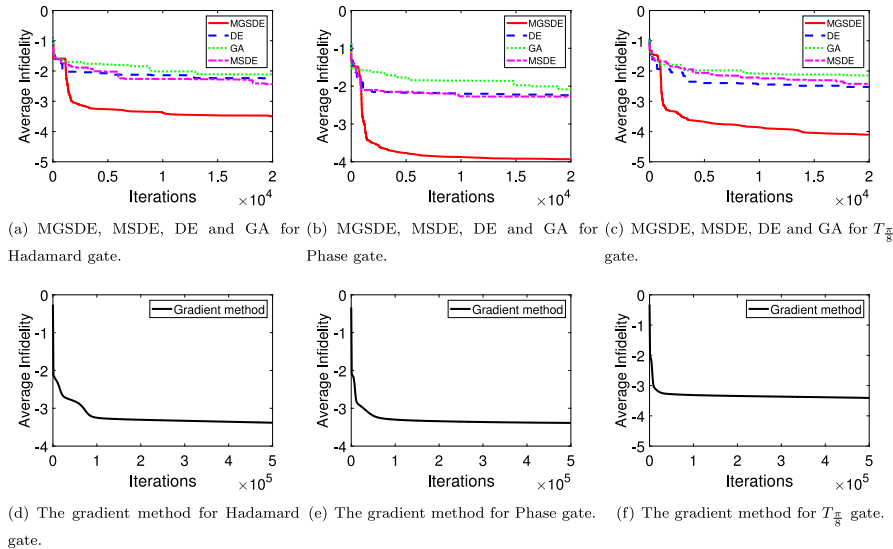 0
-1
-2
-3
-4
-5
Average Infidelity
MGSDE
DE
GA
MSDE
0 0.5 1 1.5 2
Iterations ×10^4
0
-1
-2
-3
-4
Average Infidelity
MGSDE
DE
GA
MSDE
0 0.5 1 1.5 2
Iterations ×10^4
0
-1
-2
-3
-4
-5
Average Infidelity
MGSDE
DE
GA
MSDE
0 0.5 1 1.5 2
Iterations ×10^4
(a) MGSDE, MSDE, DE and GA for
Hadamard gate.
(b) MGSDE, MSDE, DE and GA for
Phase gate.
(c) MGSDE, MSDE, DE and GA for T_{π/8}
gate.
0
-1
-2
-3
-4
Average Infidelity
Gradient method
0 1 2 3 4 5
Iterations ×10^5
0
-1
-2
-3
-4
Average Infidelity
Gradient method
0 1 2 3 4 5
Iterations ×10^5
0
-1
-2
-3
-4
-5
Average Infidelity
Gradient method
0 1 2 3 4 5
Iterations ×10^5
(d) The gradient method for Hadamard
gate.
(e) The gradient method for Phase gate.
(f) The gradient method for T_{π/8} gate.